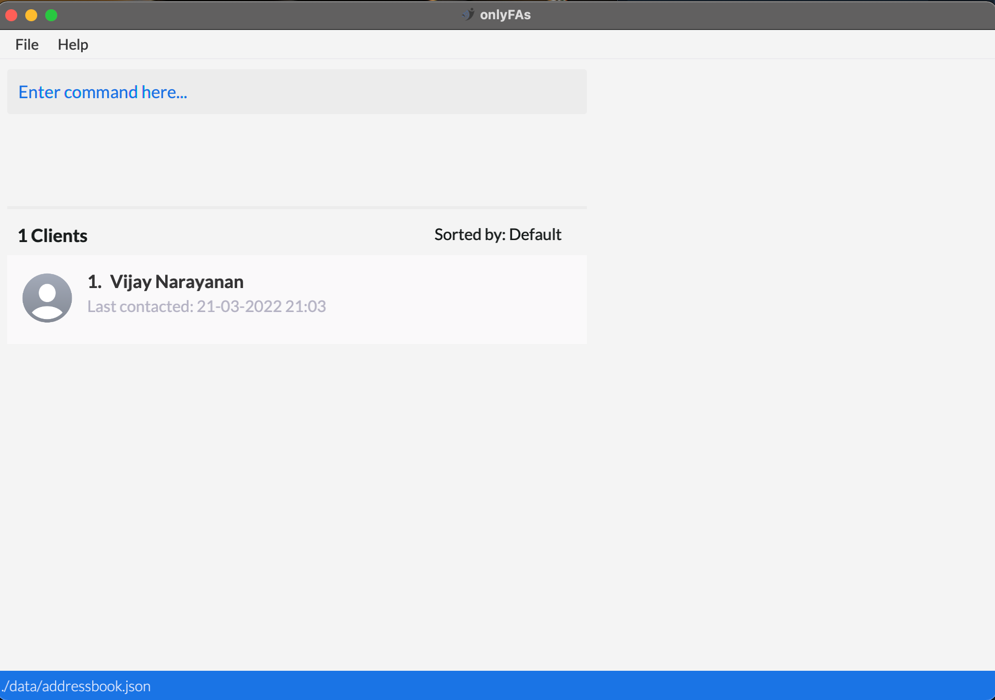 onlyFAs
File Help
Enter command here...
1 Clients Sorted by: Default
1. Vijay Narayanan
Last contacted: 21-03-2022 21:03
./data/addressbook.json